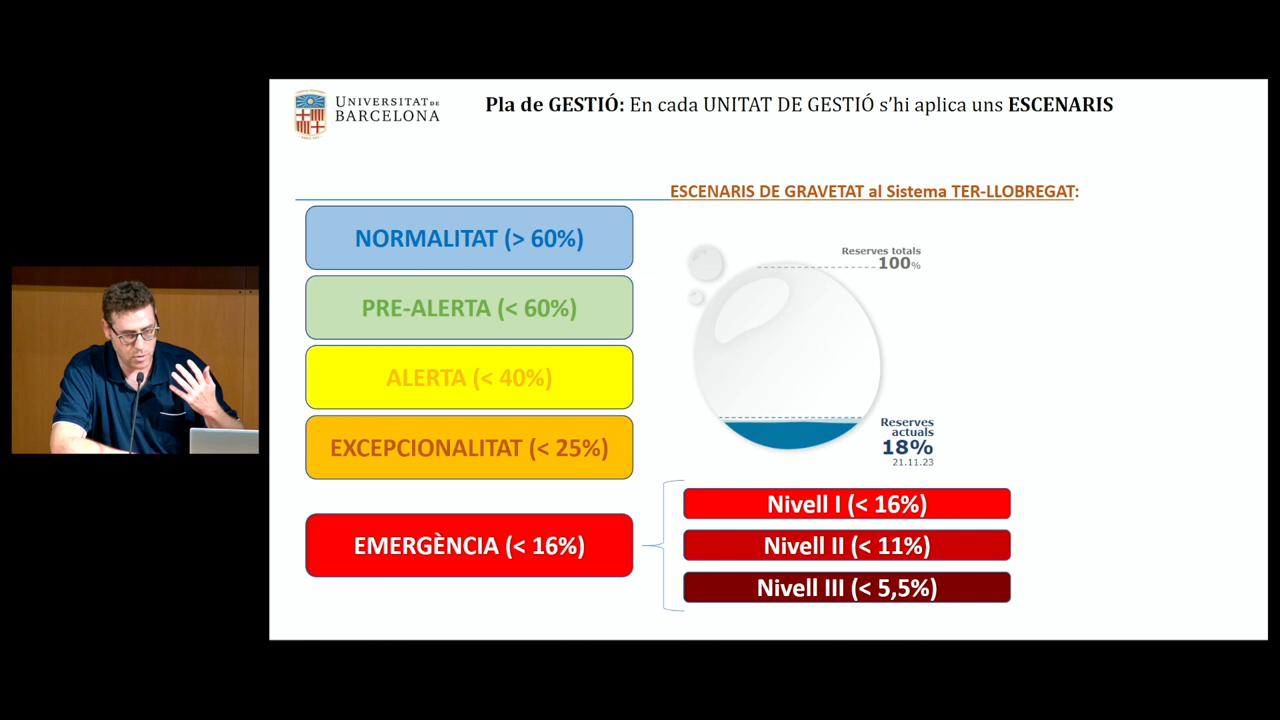 UNIVERSITAT DE
BARCELONA
Pla de GESTIÓ: En cada UNITAT DE GESTIÓ s'hi aplica uns ESCENARIS
ESCENARIS DE GRAVETAT al Sistema TER-LLOBREGAT:
NORMALITAT (> 60%)
PRE-ALERTA (< 60%)
ALERTA (< 40%)
EXCEPCIONALITAT (< 25%)
EMERGÈNCIA (< 16%)
Reserves totals
100%
Reserves
actuals
18%
21.11.23
Nivell I (< 16%)
Nivell II (< 11%)
Nivell III (< 5,5%)